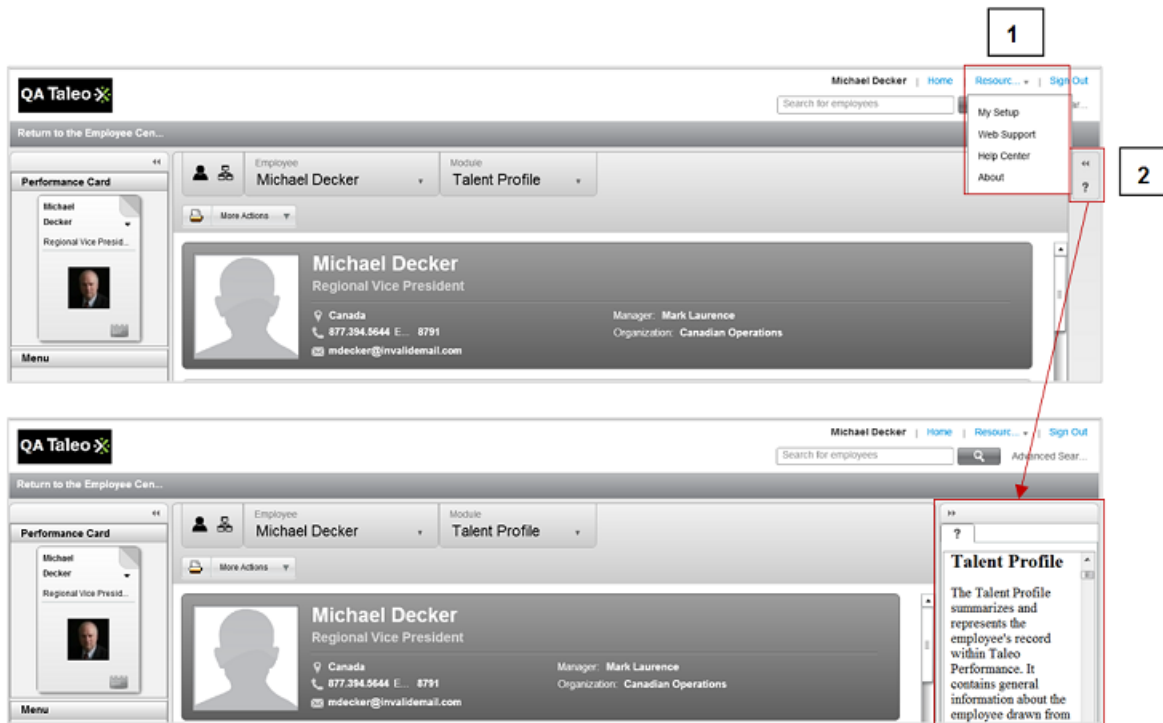 1
QA Taleo
Michael Decker | Home | Resourc... | Sign Out
Search for employees
ar...
My Setup
Web Support
Help Center
About
Return to the Employee Cen...
2
?
Performance Card
Michael
Decker
Regional Vice Presid...
Menu
Employee
Michael Decker
Module
Talent Profile
More Actions
Michael Decker
Regional Vice President
Canada
877.394.5644 E... 8791
mdecker@invalidemail.com
Manager: Mark Laurence
Organization: Canadian Operations
QA Taleo
Michael Decker | Home | Resourc... | Sign Out
Search for employees
Advanced Sear...
Return to the Employee Cen...
Performance Card
Michael
Decker
Regional Vice Presid...
Menu
Employee
Michael Decker
Module
Talent Profile
More Actions
Michael Decker
Regional Vice President
Canada
877.394.5644 E... 8791
mdecker@invalidemail.com
Manager: Mark Laurence
Organization: Canadian Operations
?
Talent Profile
The Talent Profile
summarizes and
represents the
employee's record
within Taleo
Performance. It
contains general
information about the
employee drawn from